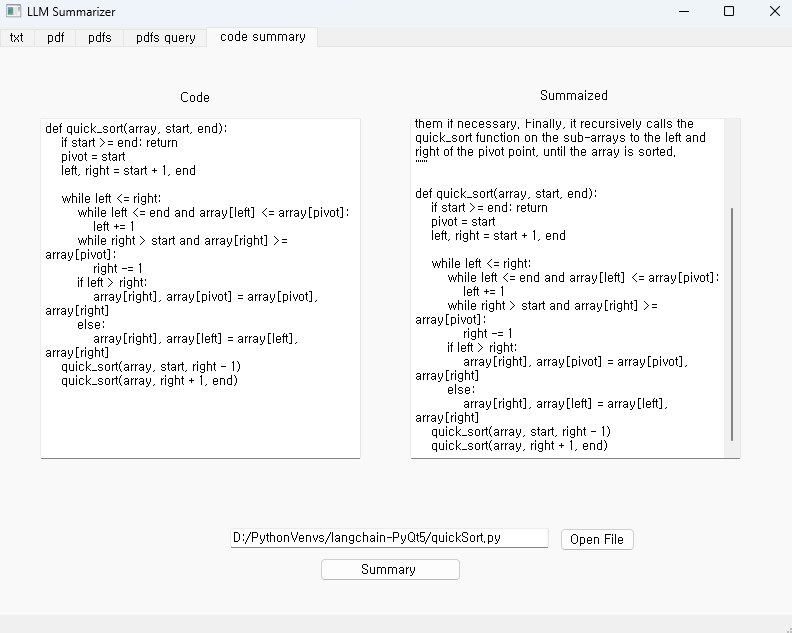 LLM Summarizer
txt pdf pdfs pdfs query code summary
Code
def quick_sort(array, start, end):
if start >= end: return
pivot = start
left, right = start + 1, end
while left <= right:
while left <= end and array[left] <= array[pivot]:
left += 1
while right > start and array[right] >=
array[pivot]:
right -= 1
if left > right:
array[right], array[pivot] = array[pivot],
array[right]
else:
array[right], array[left] = array[left],
array[right]
quick_sort(array, start, right - 1)
quick_sort(array, right + 1, end)
Summaized
them if necessary. Finally, it recursively calls the
quick_sort function on the sub-arrays to the left and
right of the pivot point, until the array is sorted.
"""
def quick_sort(array, start, end):
if start >= end: return
pivot = start
left, right = start + 1, end
while left <= right:
while left <= end and array[left] <= array[pivot]:
left += 1
while right > start and array[right] >=
array[pivot]:
right -= 1
if left > right:
array[right], array[pivot] = array[pivot],
array[right]
else:
array[right], array[left] = array[left],
array[right]
quick_sort(array, start, right - 1)
quick_sort(array, right + 1, end)
D:/PythonVenvs/langchain-PyQt5/quickSort.py
Open File
Summary